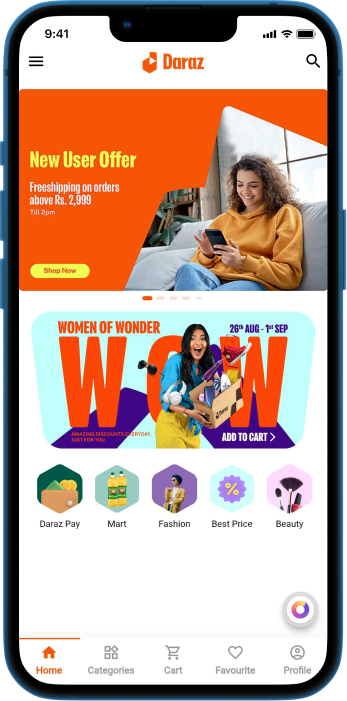 9:41
Daraz
New User Offer
Freeshipping on orders
above Rs. 2,999
Till 2pm
Shop Now
WOMEN OF WONDER
26th AUG - 1st SEP
WOW
Daraz
AMAZING DISCOUNTS EVERYDAY,
JUST FOR YOU.
ADD TO CART >
Daraz Pay
Mart
Fashion
Best Price
Beauty
Home
Categories
Cart
Favourite
Profile